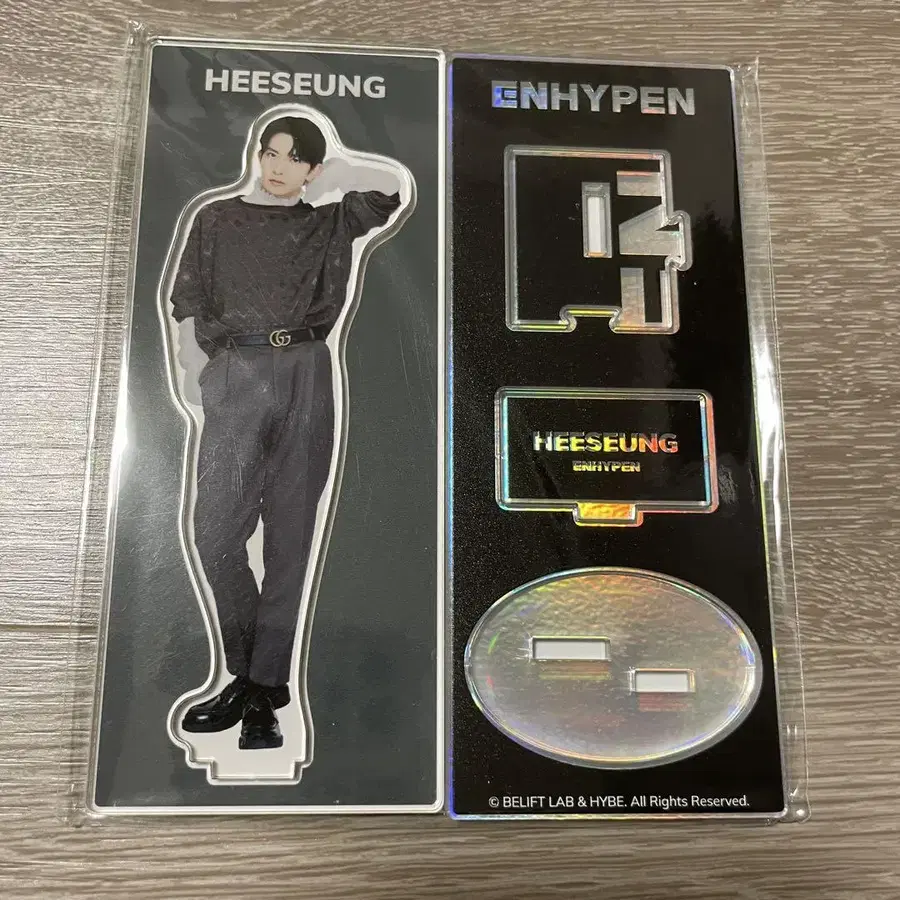 HEESEUNG
ENHYPEN
HEESEUNG
ENHYPEN
© BELIFT LAB & HYBE. All Rights Reserved.